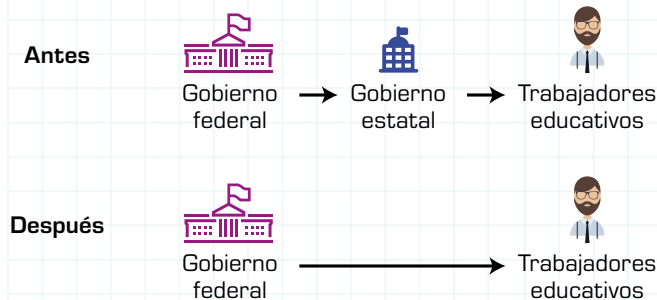 Antes
Gobierno federal → Gobierno estatal → Trabajadores educativos
Después
Gobierno federal → Trabajadores educativos